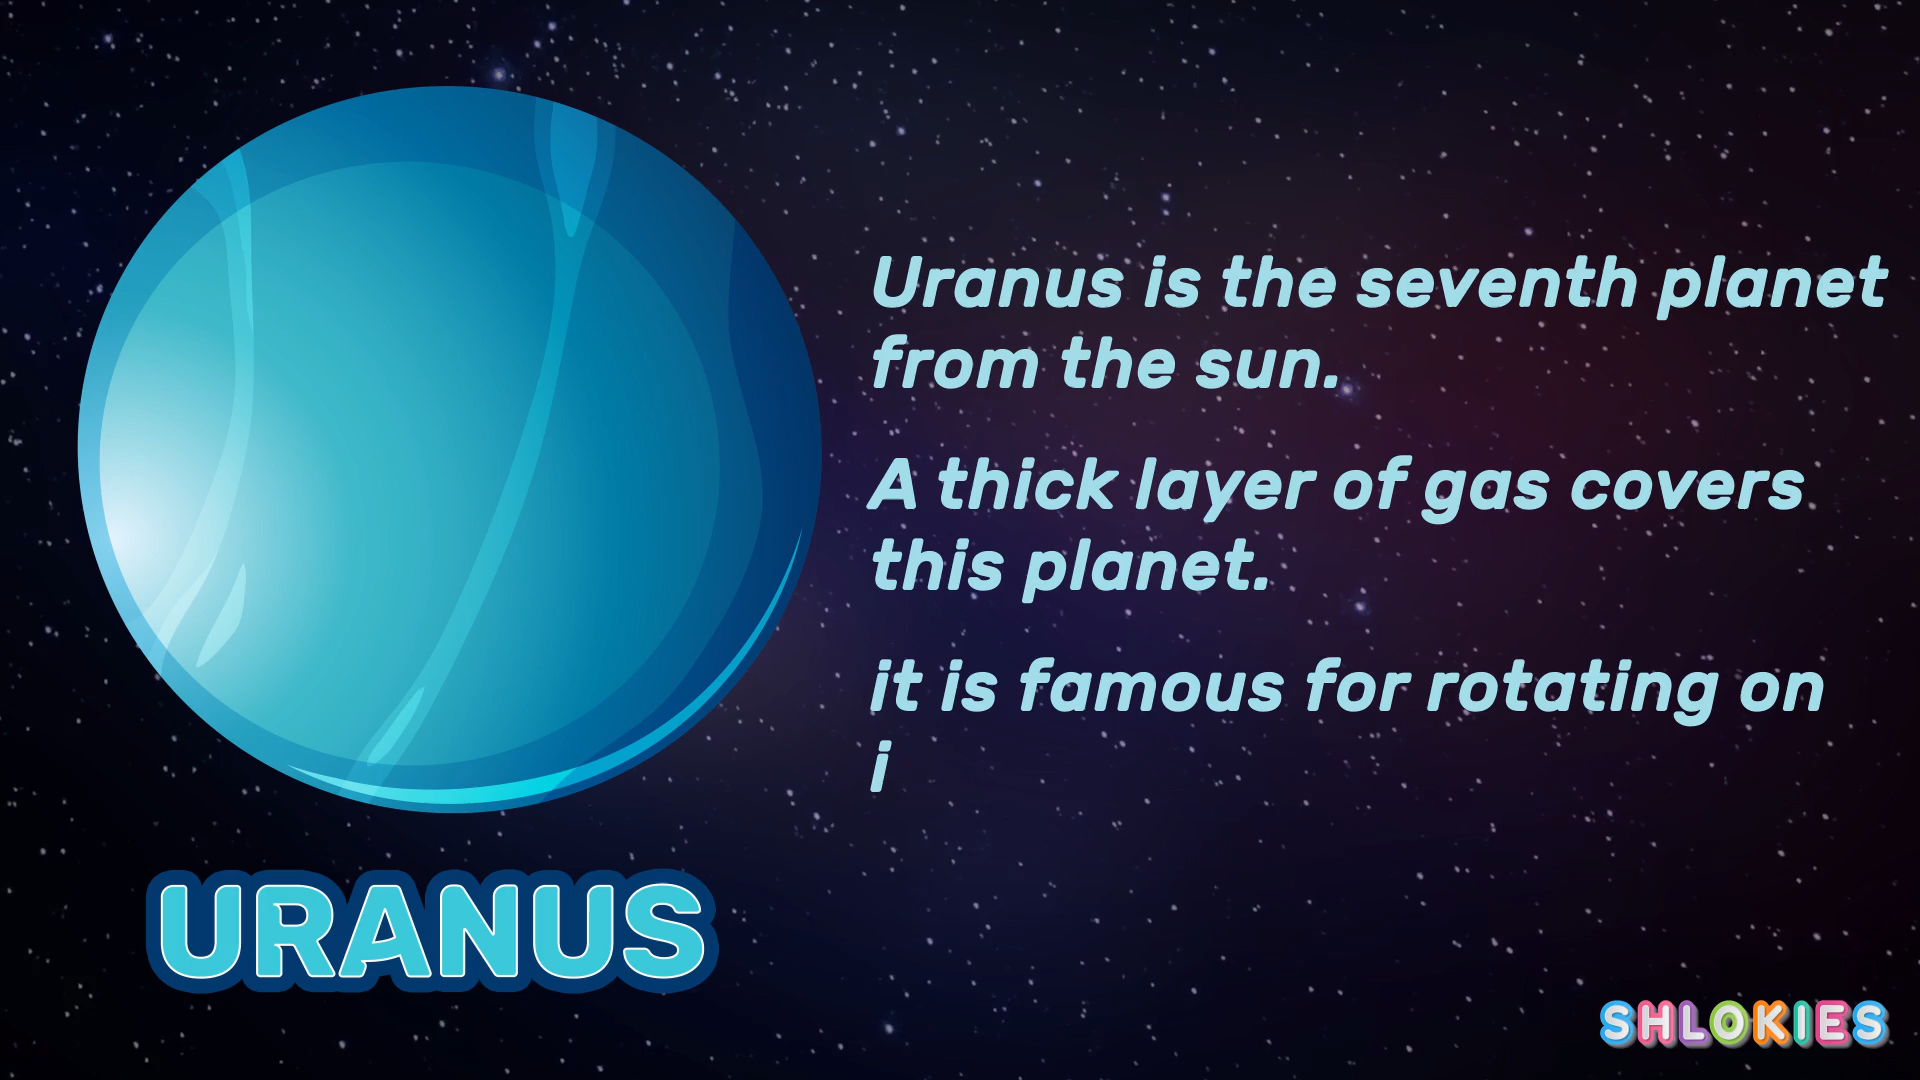 Uranus is the seventh planet
from the sun.
A thick layer of gas covers
this planet.
it is famous for rotating on
i
URANUS
SHLOKIES